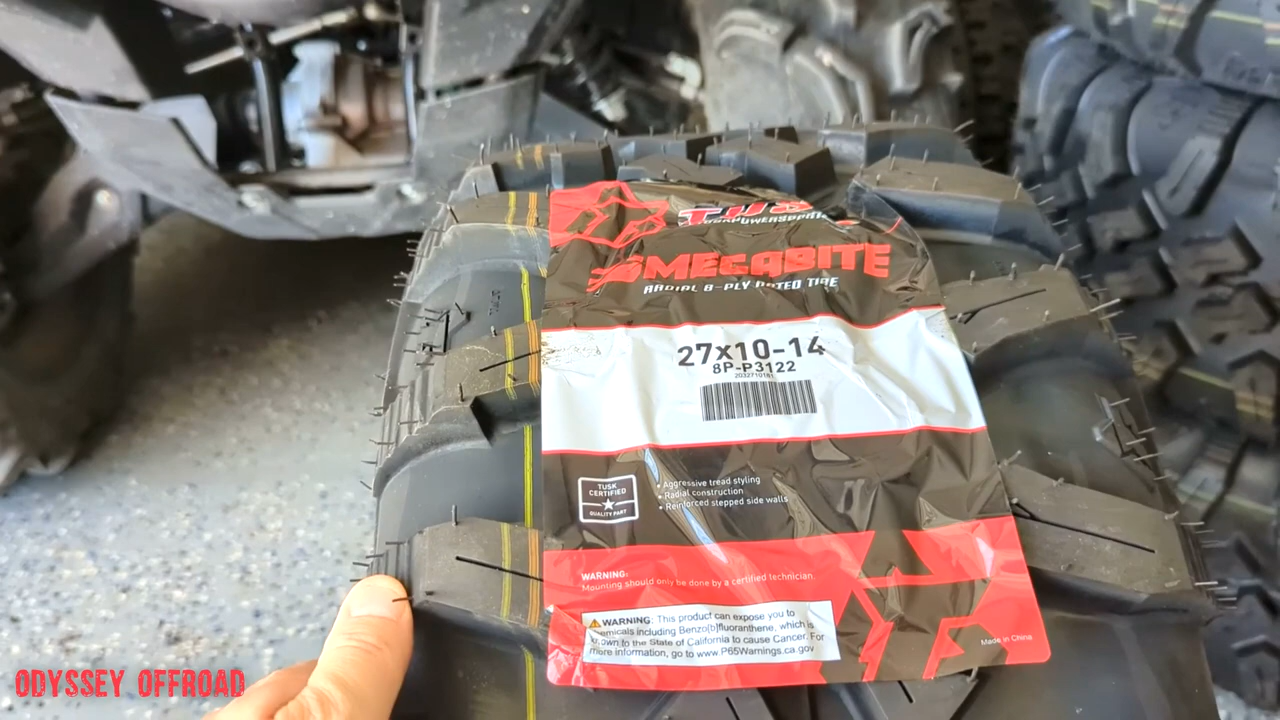 TUSK
MEGABITE
RADIAL 8-PLY RATED TIRE
27x10-14
8P-P3122
TUSK
CERTIFIED
QUALITY PART
• Aggressive tread styling
• Radial construction
• Reinforced stepped side walls
WARNING:
Mounting should only be done by a certified technician.
WARNING: This product can expose you to
chemicals including Benzo[b]fluoranthene, which is
known to the State of California to cause Cancer. For
more information, go to www.P65Warnings.ca.gov
Made in China
ODYSSEY OFFROAD